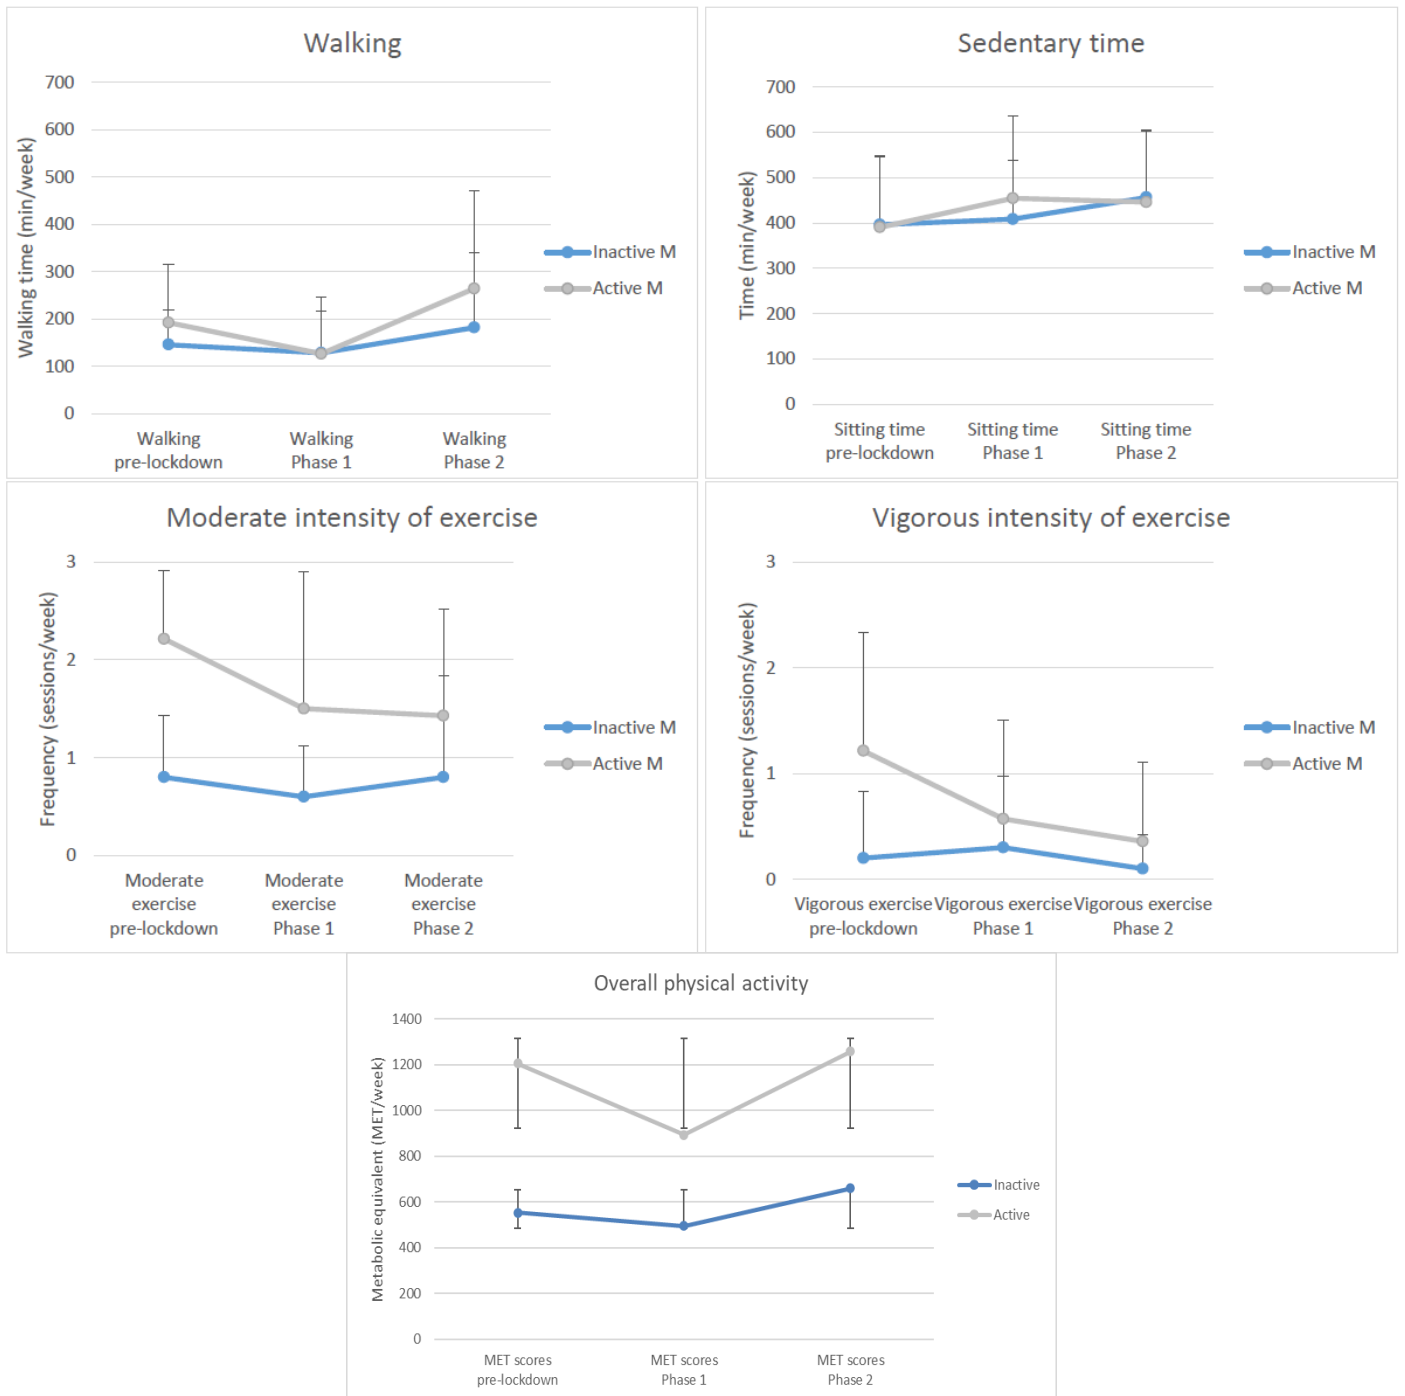 Walking
700
600
500
400
300
200
100
0
Walking time (min/week)
Walking
pre-lockdown
Walking
Phase 1
Walking
Phase 2
Inactive M
Active M
Sedentary time
700
600
500
400
300
200
100
0
Time (min/week)
Sitting time
pre-lockdown
Sitting time
Phase 1
Sitting time
Phase 2
Inactive M
Active M
Moderate intensity of exercise
3
2
1
0
Frequency (sessions/week)
Moderate
exercise
pre-lockdown
Moderate
exercise
Phase 1
Moderate
exercise
Phase 2
Inactive M
Active M
Vigorous intensity of exercise
3
2
1
0
Frequency (sessions/week)
Vigorous exercise
pre-lockdown
Vigorous exercise
Phase 1
Vigorous exercise
Phase 2
Inactive M
Active M
Overall physical activity
1400
1200
1000
800
600
400
200
0
Metabolic equivalent (MET/week)
MET scores
pre-lockdown
MET scores
Phase 1
MET scores
Phase 2
Inactive
Active